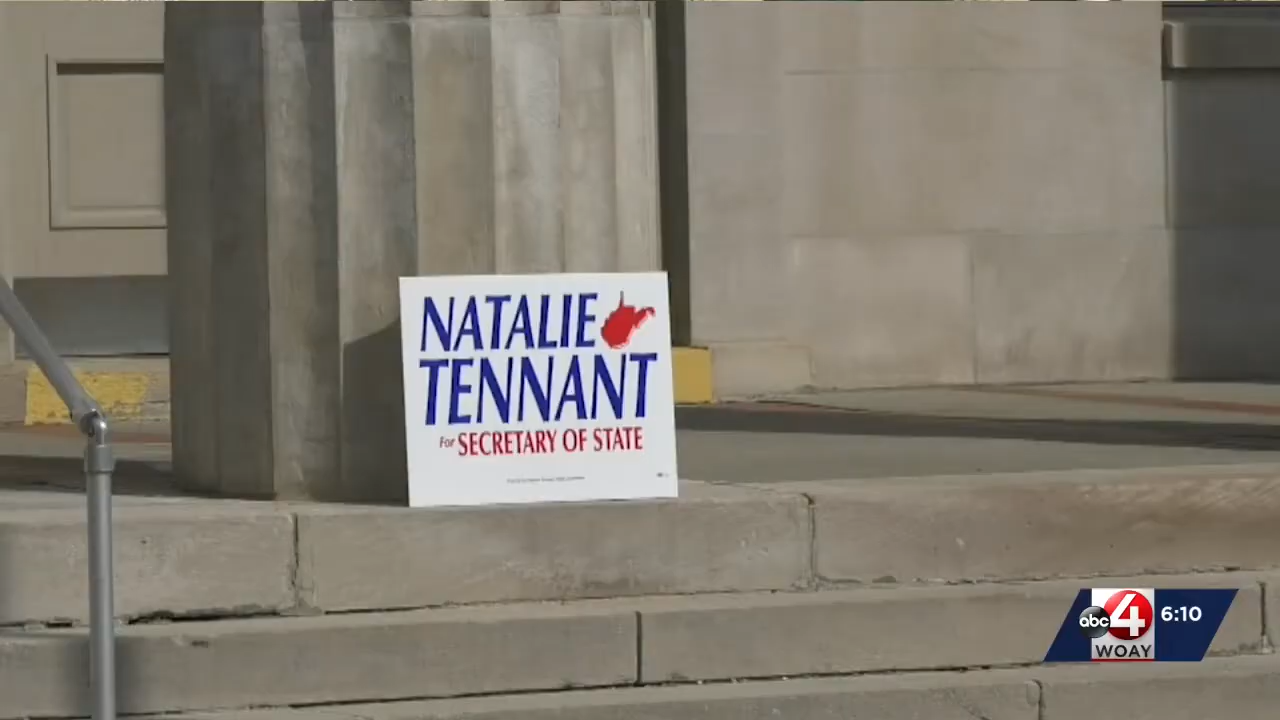 NATALIE
TENNANT
For SECRETARY OF STATE
abc 4 6:10
WOAY